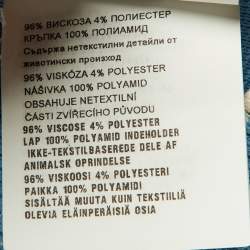 96% ВИСКОЗА 4% ПОЛИЕСТЕР
КРЪПКА 100% ПОЛИАМИД
Съдържа нетекстилни детайли от
животински произход
96% VISKÓZA 4% POLYESTER
NÁŠIVKA 100% POLYAMID
OBSAHUJE NETEXTILNÍ
ČÁSTI ZVÍŘECÍHO PŮVODU
96% VISCOSE 4% POLYESTER
LAP 100% POLYAMID INDEHOLDER
IKKE-TEKSTILBASEREDE DELE AF
ANIMALSK OPRINDELSE
96% VISKOOSI 4% POLYESTERI
PAIKKA 100% POLYAMIDI
SISÄLTÄÄ MUUTA KUIN TEKSTIILIÄ
OLEVIA ELÄINPERÄISIÄ OSIA